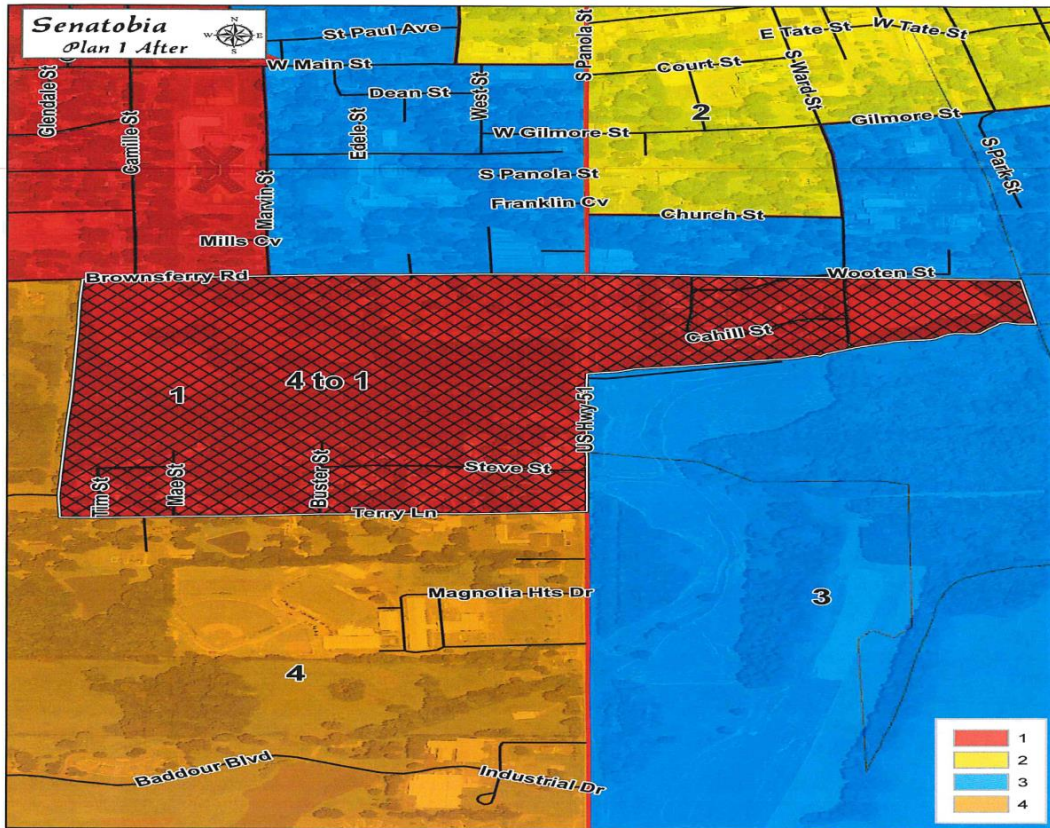 Senatobia
Plan 1 After
N
W
E
S
St Paul Ave
S Panola St
E Tate St
W Tate St
W Main St
Court St
S Ward St
Glendale St
Camille St
Dean St
West St
Edele St
2
W Gilmore St
Gilmore St
S Park St
Marvin St
S Panola St
Franklin Cv
Church St
Mills Cv
Brownsferry Rd
Wooten St
Cahill St
1
4 to 1
US Hwy 51
Tim St
Mae St
Buster St
Steve St
Terry Ln
Magnolia Hts Dr
3
4
Baddour Blvd
Industrial Dr
1
2
3
4